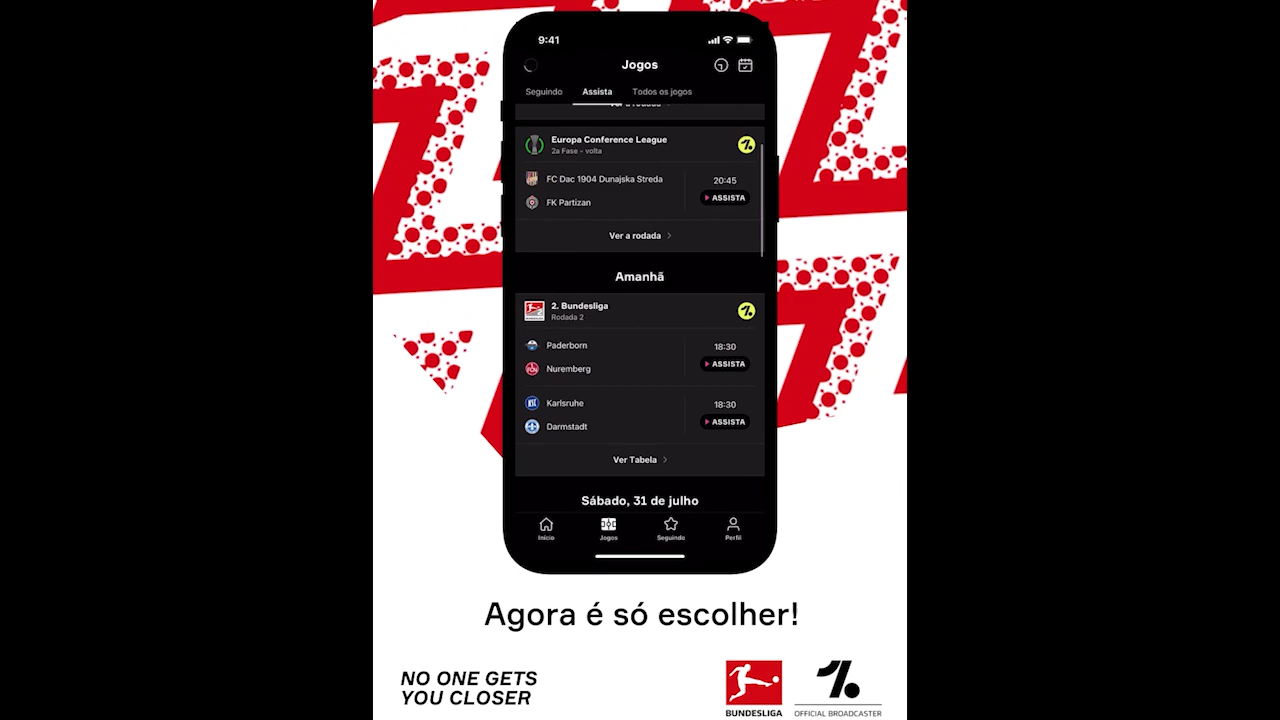 9:41
Jogos
Seguindo
Assista
Todos os jogos
Ver a rodada
Europa Conference League
2a Fase - volta
FC Dac 1904 Dunajska Streda
FK Partizan
20:45
ASSISTA
Ver a rodada
Amanhã
2. Bundesliga
Rodada 2
Paderborn
Nuremberg
18:30
ASSISTA
Karlsruhe
Darmstadt
18:30
ASSISTA
Ver Tabela
Sábado, 31 de julho
Início
Jogos
Seguindo
Perfil
Agora é só escolher!
NO ONE GETS
YOU CLOSER
BUNDESLIGA
OFFICIAL BROADCASTER